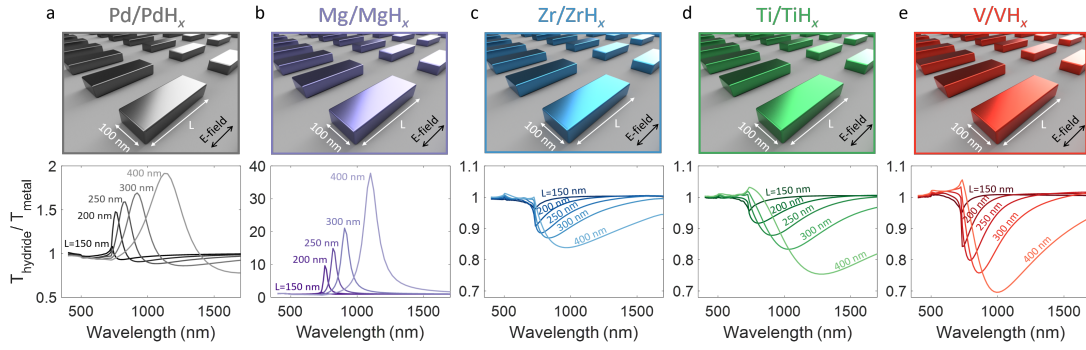 a Pd/PdHx
100 nm
L
E-field
b Mg/MgHx
100 nm
L
E-field
c Zr/ZrHx
100 nm
L
E-field
d Ti/TiHx
100 nm
L
E-field
e V/VHx
100 nm
L
E-field
Thydride/ Tmetal
2
1.5
1
0.5
400 nm
300 nm
250 nm
200 nm
L=150 nm
500 1000 1500
Wavelength (nm)
40
30
20
10
0
400 nm
300 nm
250 nm
200 nm
L=150 nm
500 1000 1500
Wavelength (nm)
1.1
1
0.9
0.8
0.7
L=150 nm
200 nm
250 nm
300 nm
400 nm
500 1000 1500
Wavelength (nm)
1.1
1
0.9
0.8
0.7
L=150 nm
200 nm
250 nm
300 nm
400 nm
500 1000 1500
Wavelength (nm)
1.1
1
0.9
0.8
0.7
L=150 nm
200 nm
250 nm
300 nm
400 nm
500 1000 1500
Wavelength (nm)